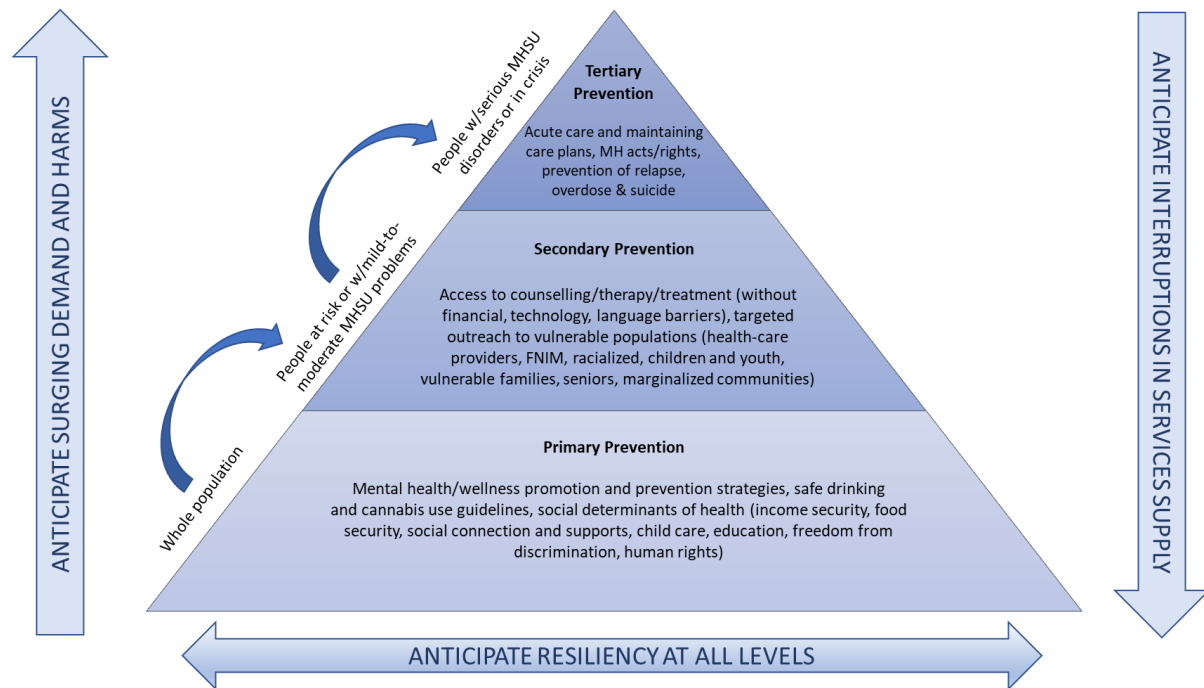 ANTICIPATE SURGING DEMAND AND HARMS
People w/serious MHSU
disorders or in crisis
People at risk or w/mild-to-
moderate MHSU problems
Whole population
Tertiary
Prevention
Acute care and maintaining
care plans, MH acts/rights,
prevention of relapse,
overdose & suicide
Secondary Prevention
Access to counselling/therapy/treatment (without
financial, technology, language barriers), targeted
outreach to vulnerable populations (health-care
providers, FNIM, racialized, children and youth,
vulnerable families, seniors, marginalized communities)
Primary Prevention
Mental health/wellness promotion and prevention strategies, safe drinking
and cannabis use guidelines, social determinants of health (income security, food
security, social connection and supports, child care, education, freedom from
discrimination, human rights)
ANTICIPATE INTERRUPTIONS IN SERVICES SUPPLY
ANTICIPATE RESILIENCY AT ALL LEVELS